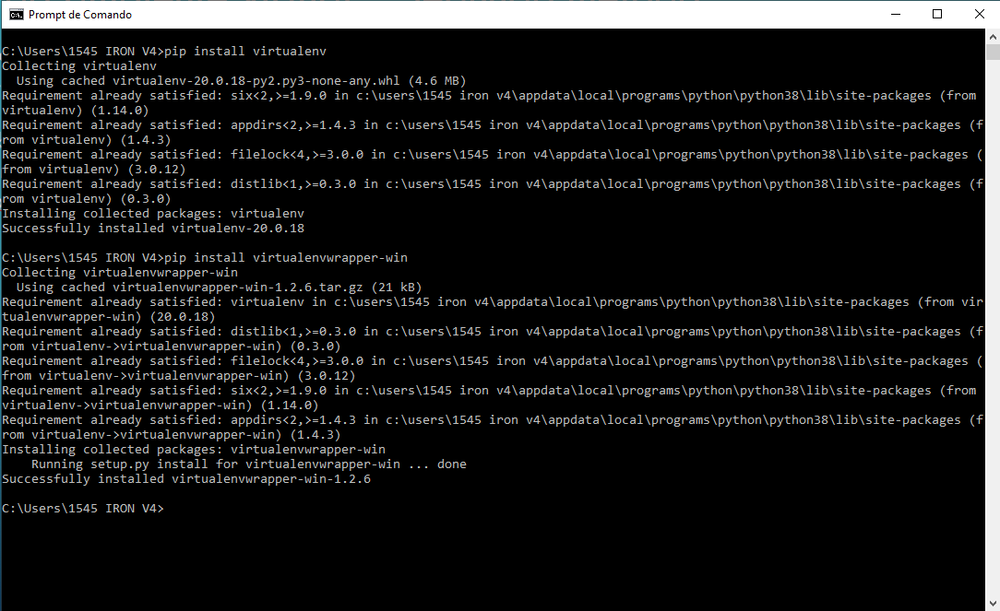 Prompt de Comando
C:\Users\1545 IRON V4>pip install virtualenv
Collecting virtualenv
  Using cached virtualenv-20.0.18-py2.py3-none-any.whl (4.6 MB)
Requirement already satisfied: six<2,>=1.9.0 in c:\users\1545 iron v4\appdata\local\programs\python\python38\lib\site-packages (from
virtualenv) (1.14.0)
Requirement already satisfied: appdirs<2,>=1.4.3 in c:\users\1545 iron v4\appdata\local\programs\python\python38\lib\site-packages (f
rom virtualenv) (1.4.3)
Requirement already satisfied: filelock<4,>=3.0.0 in c:\users\1545 iron v4\appdata\local\programs\python\python38\lib\site-packages (
from virtualenv) (3.0.12)
Requirement already satisfied: distlib<1,>=0.3.0 in c:\users\1545 iron v4\appdata\local\programs\python\python38\lib\site-packages (f
rom virtualenv) (0.3.0)
Installing collected packages: virtualenv
Successfully installed virtualenv-20.0.18
C:\Users\1545 IRON V4>pip install virtualenvwrapper-win
Collecting virtualenvwrapper-win
  Using cached virtualenvwrapper-win-1.2.6.tar.gz (21 kB)
Requirement already satisfied: virtualenv in c:\users\1545 iron v4\appdata\local\programs\python\python38\lib\site-packages (from vir
tualenvwrapper-win) (20.0.18)
Requirement already satisfied: distlib<1,>=0.3.0 in c:\users\1545 iron v4\appdata\local\programs\python\python38\lib\site-packages (f
rom virtualenv->virtualenvwrapper-win) (0.3.0)
Requirement already satisfied: filelock<4,>=3.0.0 in c:\users\1545 iron v4\appdata\local\programs\python\python38\lib\site-packages (
from virtualenv->virtualenvwrapper-win) (3.0.12)
Requirement already satisfied: six<2,>=1.9.0 in c:\users\1545 iron v4\appdata\local\programs\python\python38\lib\site-packages (from
virtualenv->virtualenvwrapper-win) (1.14.0)
Requirement already satisfied: appdirs<2,>=1.4.3 in c:\users\1545 iron v4\appdata\local\programs\python\python38\lib\site-packages (f
rom virtualenv->virtualenvwrapper-win) (1.4.3)
Installing collected packages: virtualenvwrapper-win
    Running setup.py install for virtualenvwrapper-win ... done
Successfully installed virtualenvwrapper-win-1.2.6
C:\Users\1545 IRON V4>